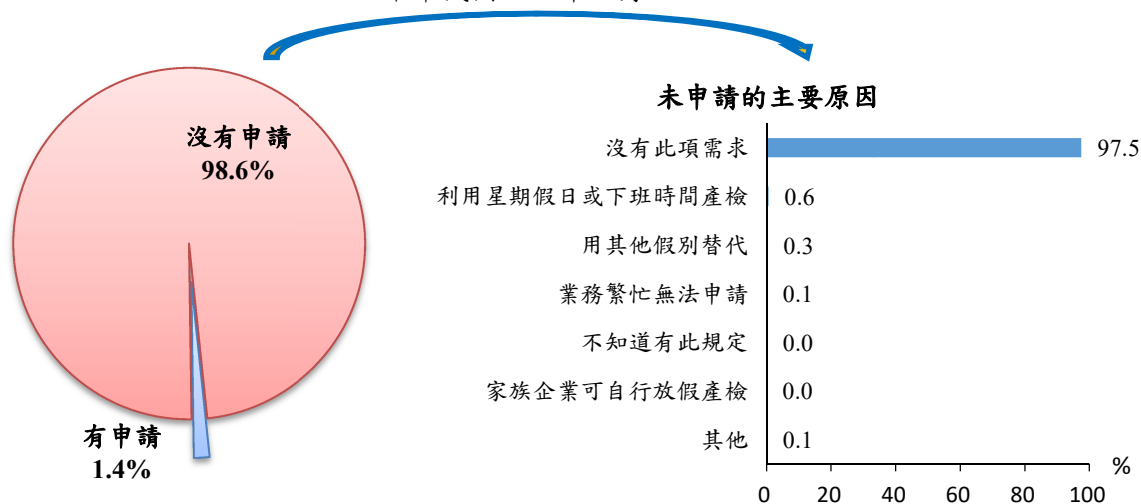 沒有申請
98.6%
有申請
1.4%
未申請的主要原因
沒有此項需求 97.5
利用星期假日或下班時間產檢 0.6
用其他假別替代 0.3
業務繁忙無法申請 0.1
不知道有此規定 0.0
家族企業可自行放假產檢 0.0
其他 0.1
%
0 20 40 60 80 100